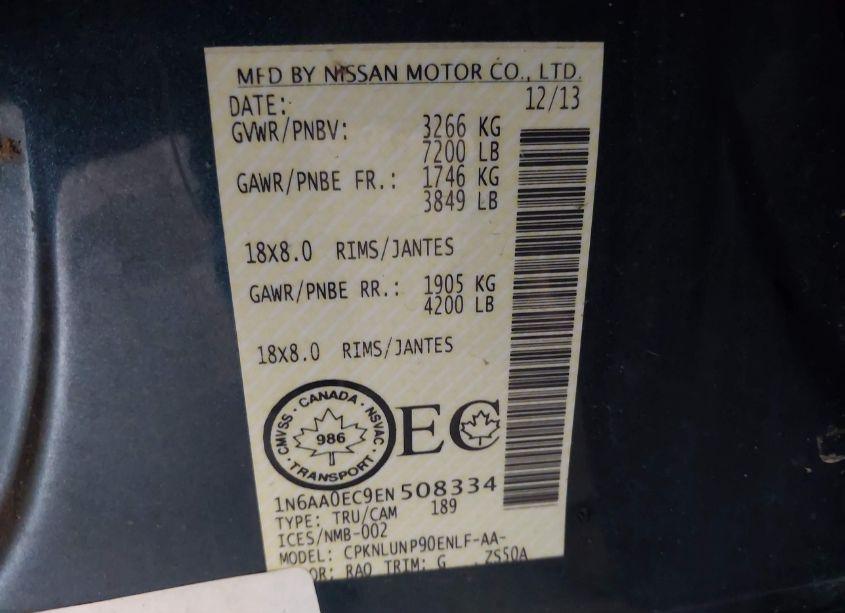 MFD BY NISSAN MOTOR CO., LTD.
DATE: 12/13
GVWR/PNBV: 3266 KG
7200 LB
GAWR/PNBE FR.: 1746 KG
3849 LB
18x8.0 RIMS/JANTES
GAWR/PNBE RR.: 1905 KG
4200 LB
18x8.0 RIMS/JANTES
CANADA · NSVAC · TRANSPORT · CMVSS ·
986
EC
1N6AA0EC9EN508334
TYPE: TRU/CAM 189
ICES/NMB-002
MODEL: CPKNLUNP90ENLF-AA-
OR: RAQ TRIM: G ZS50A